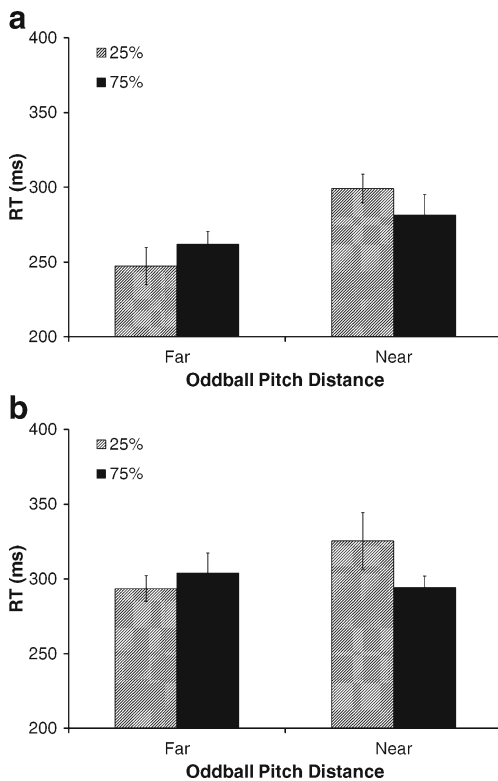 a
400
25%
75%
350
300
250
200
RT (ms)
Far Near
Oddball Pitch Distance
b
400
25%
75%
350
300
250
200
RT (ms)
Far Near
Oddball Pitch Distance